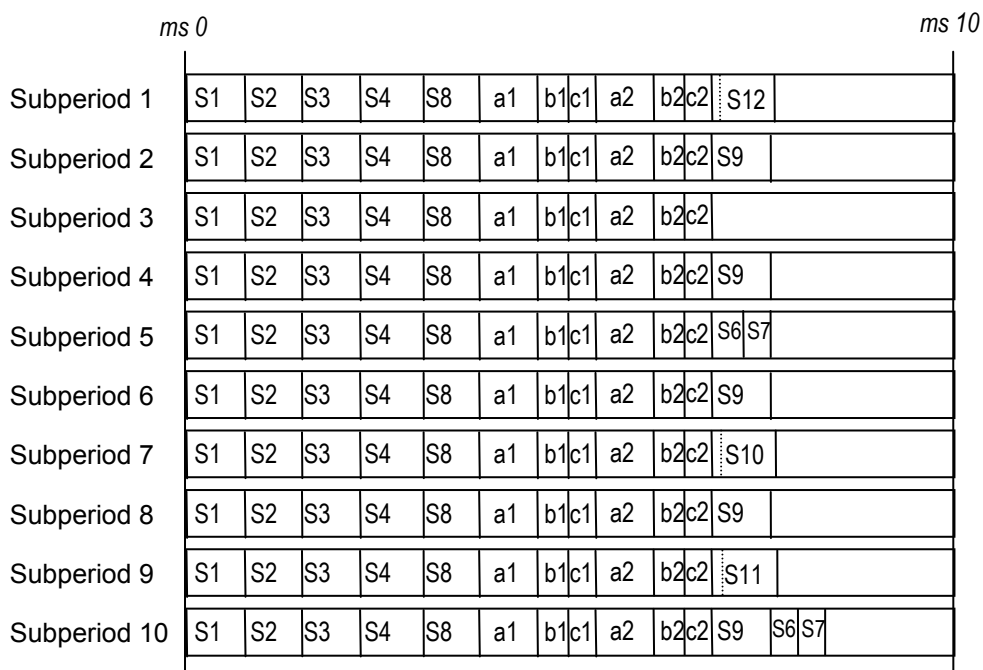 ms 0 ms 10
Subperiod 1 S1 S2 S3 S4 S8 a1 b1 c1 a2 b2 c2 S12
Subperiod 2 S1 S2 S3 S4 S8 a1 b1 c1 a2 b2 c2 S9
Subperiod 3 S1 S2 S3 S4 S8 a1 b1 c1 a2 b2 c2
Subperiod 4 S1 S2 S3 S4 S8 a1 b1 c1 a2 b2 c2 S9
Subperiod 5 S1 S2 S3 S4 S8 a1 b1 c1 a2 b2 c2 S6 S7
Subperiod 6 S1 S2 S3 S4 S8 a1 b1 c1 a2 b2 c2 S9
Subperiod 7 S1 S2 S3 S4 S8 a1 b1 c1 a2 b2 c2 S10
Subperiod 8 S1 S2 S3 S4 S8 a1 b1 c1 a2 b2 c2 S9
Subperiod 9 S1 S2 S3 S4 S8 a1 b1 c1 a2 b2 c2 S11
Subperiod 10 S1 S2 S3 S4 S8 a1 b1 c1 a2 b2 c2 S9 S6 S7